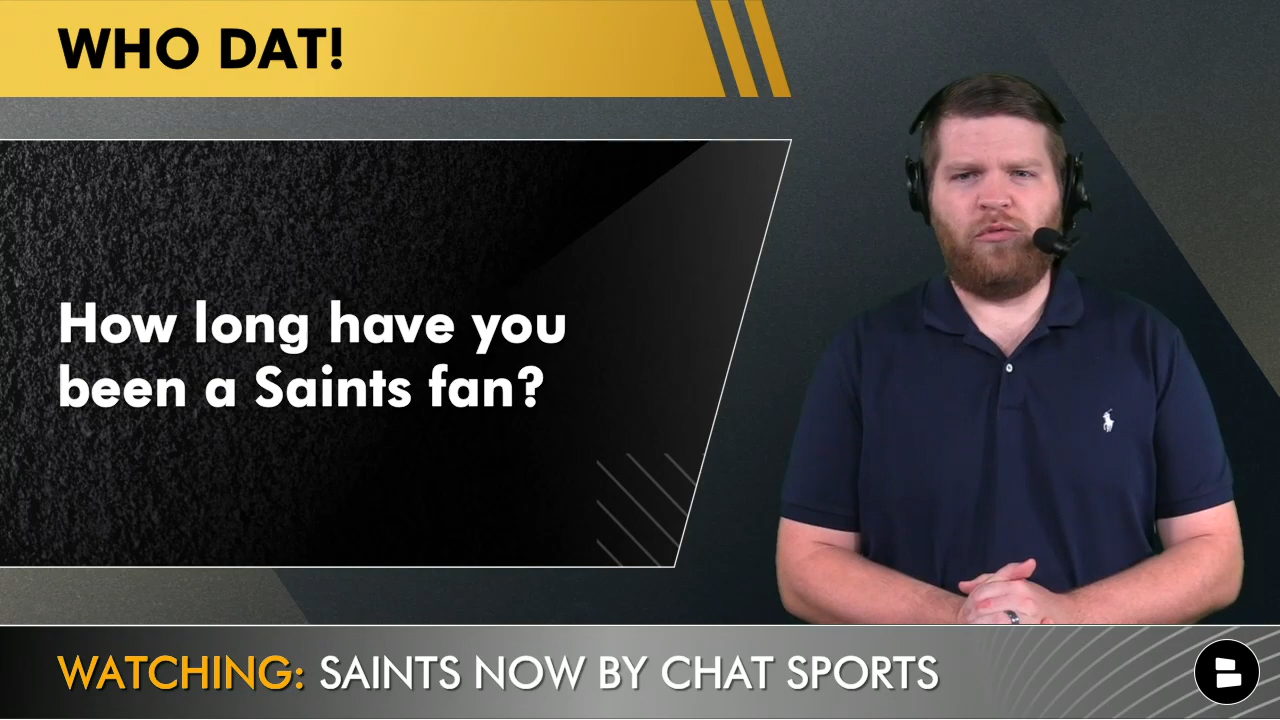 WHO DAT!
How long have you
been a Saints fan?
WATCHING: SAINTS NOW BY CHAT SPORTS